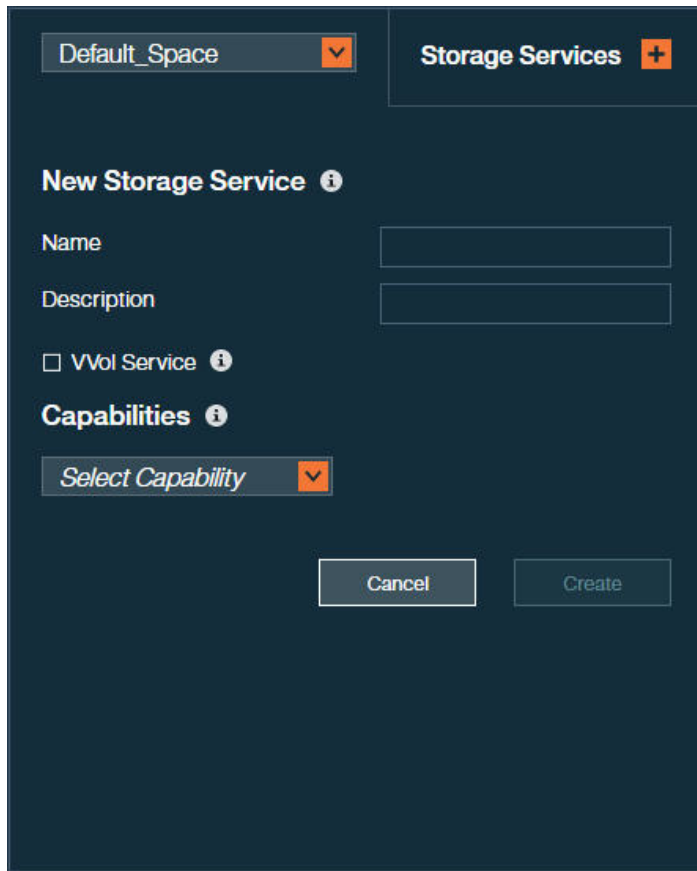 Default_Space
Storage Services
New Storage Service
Name
Description
VVol Service
Capabilities
Select Capability
Cancel Create